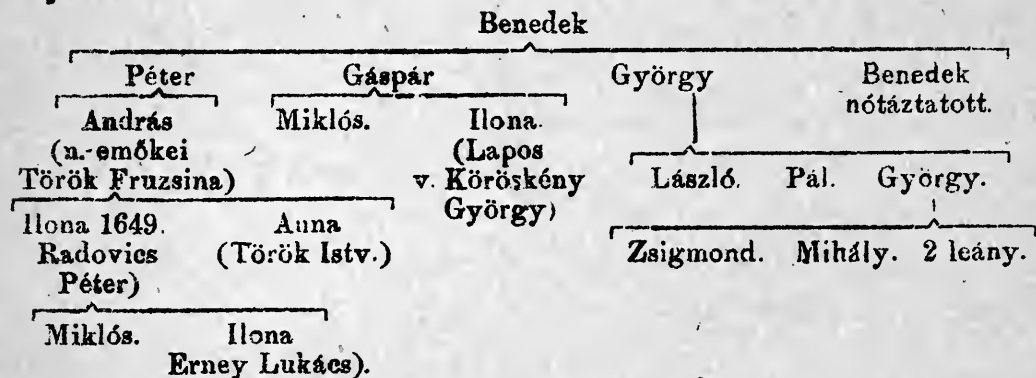 Benedek
Péter Gáspár György Benedek
nótáztatott.
András Miklós. Ilona.
(n.-emőkei (Lapos
Török Fruzsina) v. Köröskény László. Pál. György.
György)
Ilona 1649. Anna
Radovics (Török Istv.) Zsigmond. Mihály. 2 leány.
Péter)
Miklós. Ilona
Erney Lukács).